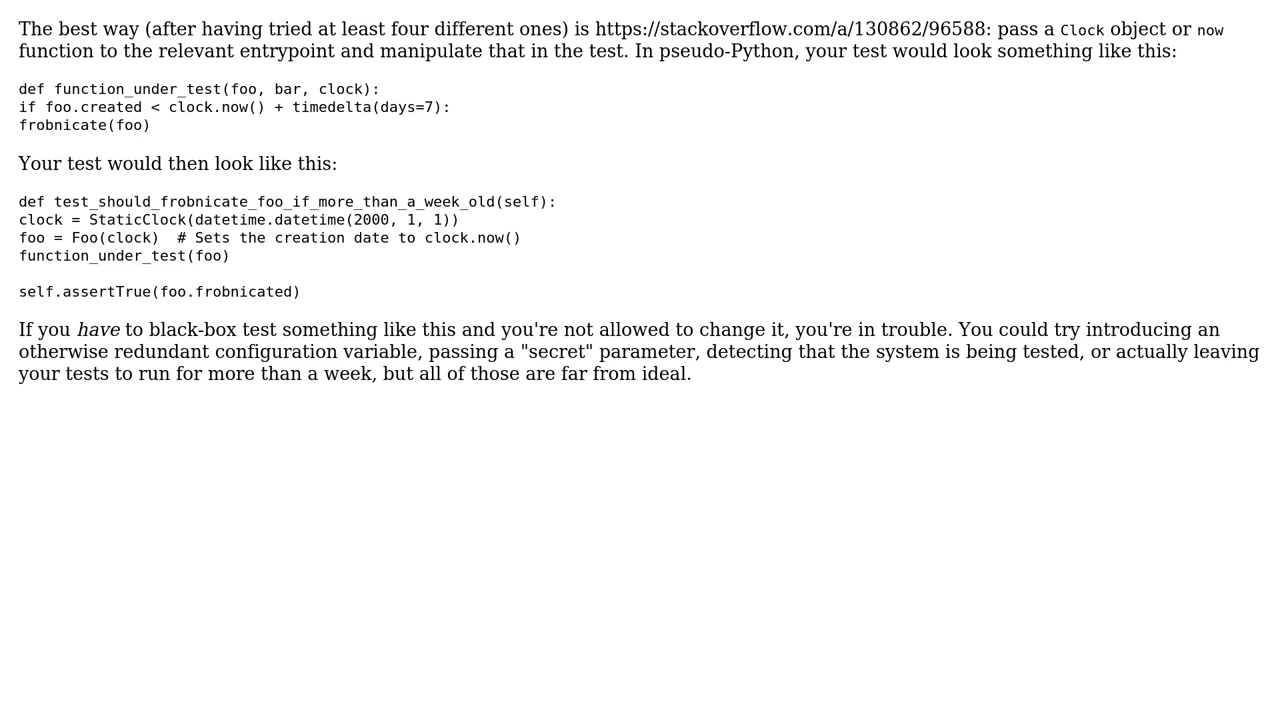 The best way (after having tried at least four different ones) is https://stackoverflow.com/a/130862/96588: pass a Clock object or now
function to the relevant entrypoint and manipulate that in the test. In pseudo-Python, your test would look something like this:
def function_under_test(foo, bar, clock):
if foo.created < clock.now() + timedelta(days=7):
frobnicate(foo)
Your test would then look like this:
def test_should_frobnicate_foo_if_more_than_a_week_old(self):
clock = StaticClock(datetime.datetime(2000, 1, 1))
foo = Foo(clock)  # Sets the creation date to clock.now()
function_under_test(foo)
self.assertTrue(foo.frobnicated)
If you have to black-box test something like this and you're not allowed to change it, you're in trouble. You could try introducing an
otherwise redundant configuration variable, passing a "secret" parameter, detecting that the system is being tested, or actually leaving
your tests to run for more than a week, but all of those are far from ideal.